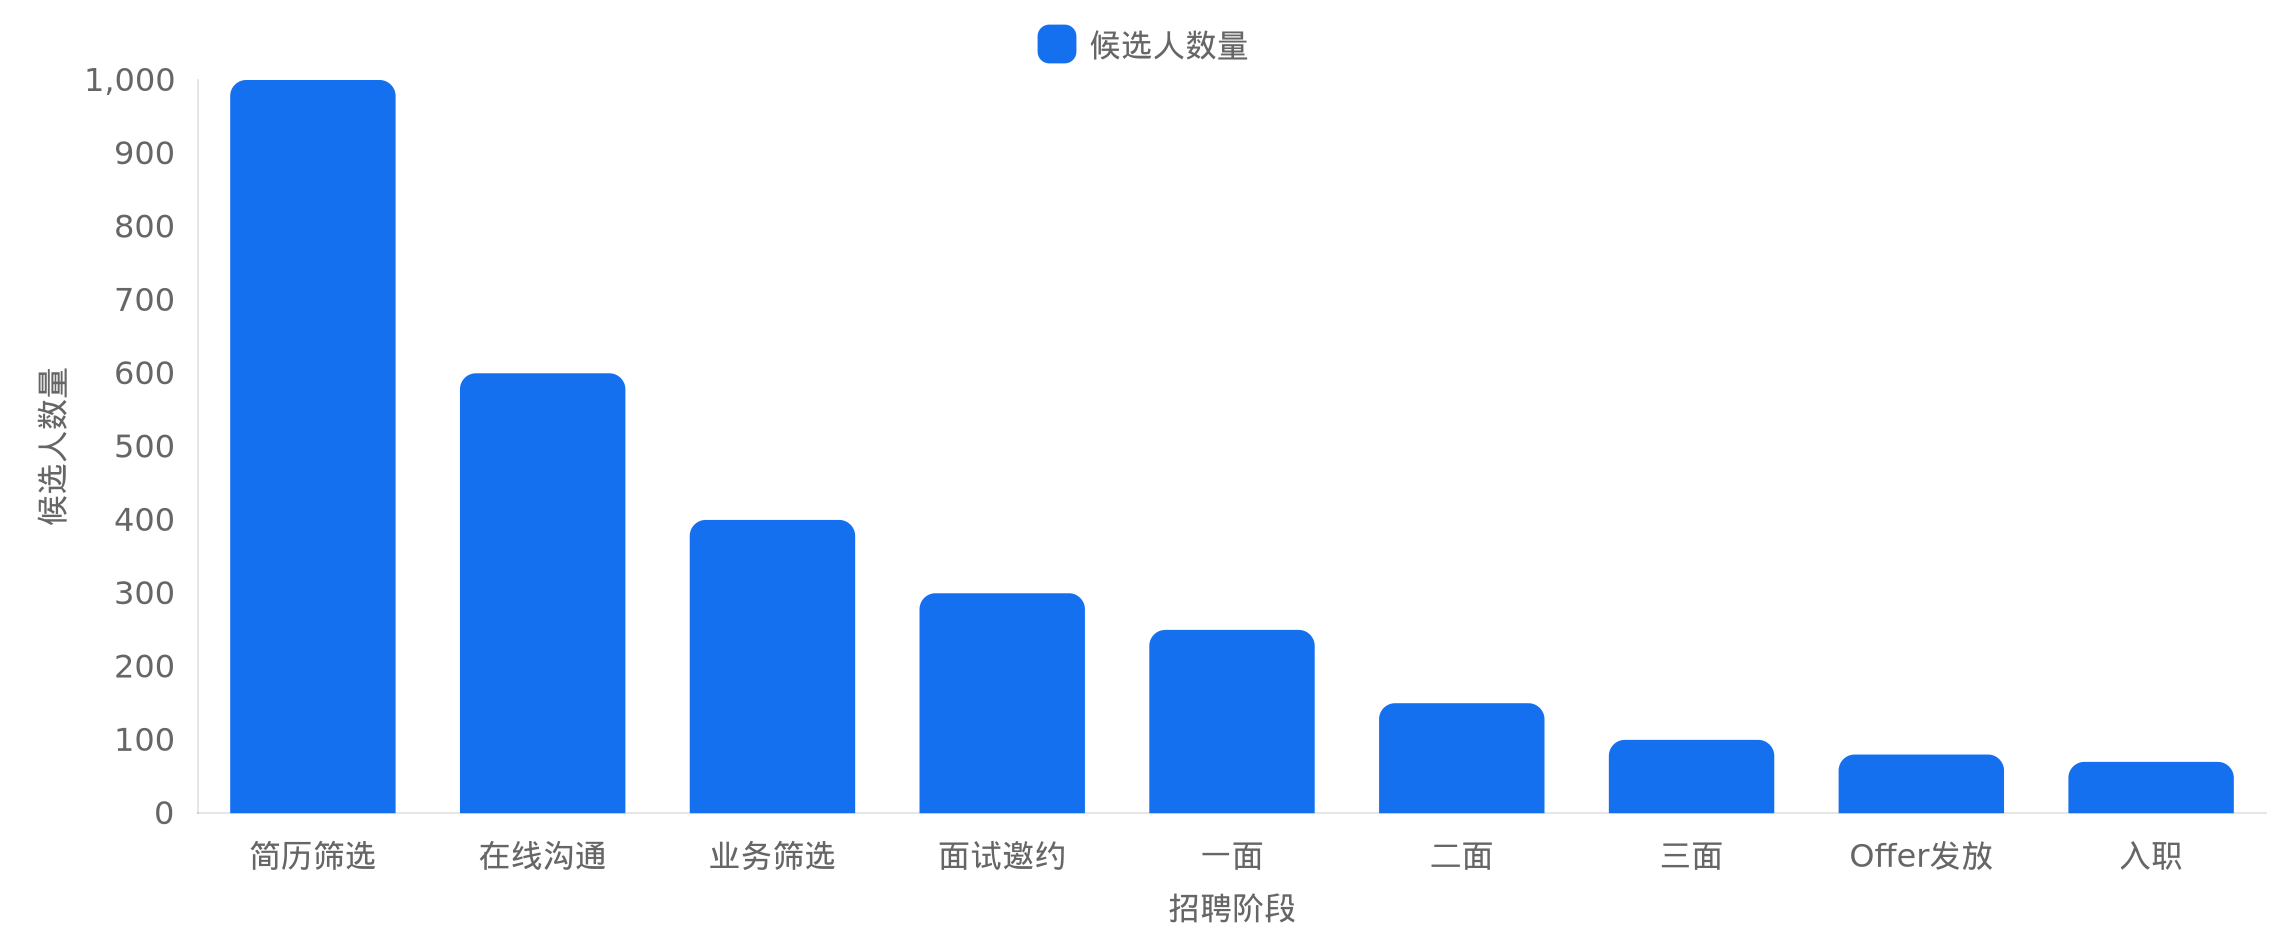 候选人数量
1,000
900
800
700
600
500
400
300
200
100
0
候选人数量
简历筛选
在线沟通
业务筛选
面试邀约
一面
二面
三面
Offer发放
入职
招聘阶段